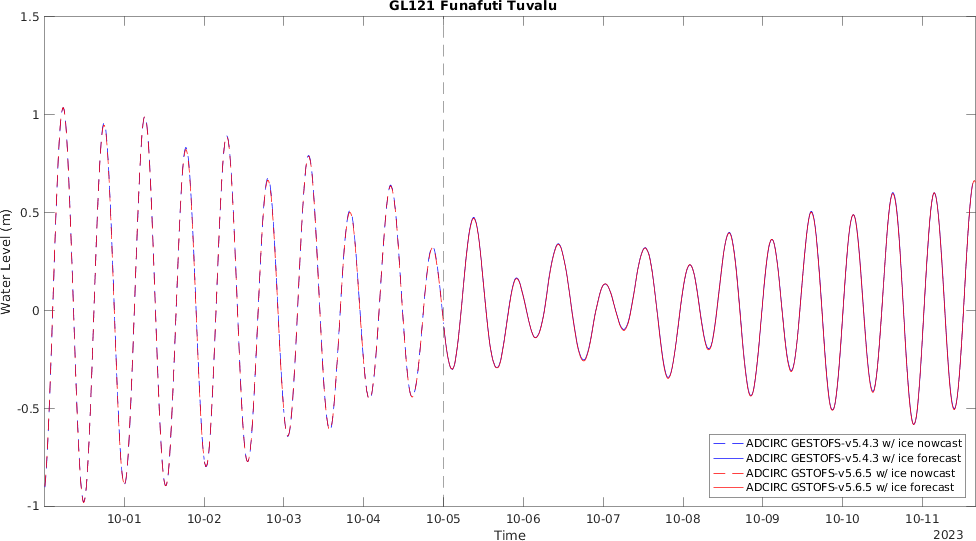 GL121 Funafuti Tuvalu
1.5
1
0.5
0
-0.5
-1
Water Level (m)
10-01 10-02 10-03 10-04 10-05 10-06 10-07 10-08 10-09 10-10 10-11
Time
2023
ADCIRC GESTOFS-v5.4.3 w/ ice nowcast
ADCIRC GESTOFS-v5.4.3 w/ ice forecast
ADCIRC GSTOFS-v5.6.5 w/ ice nowcast
ADCIRC GSTOFS-v5.6.5 w/ ice forecast